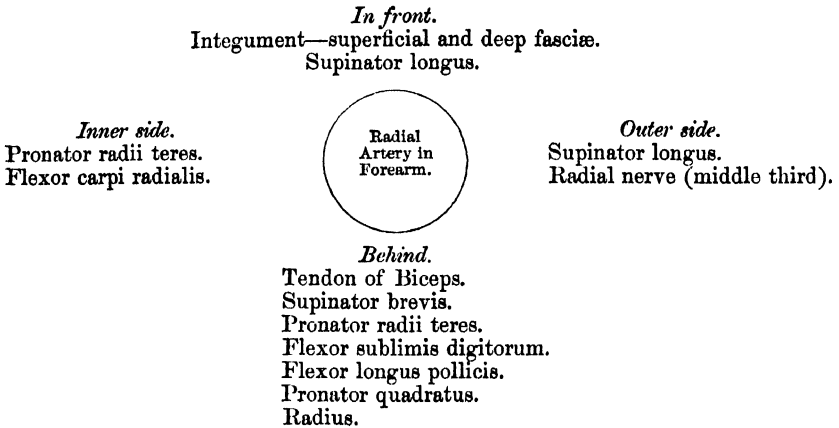 In front.
Integument—superficial and deep fasciæ.
Supinator longus.
Inner side.
Pronator radii teres.
Flexor carpi radialis.
Radial
Artery in
Forearm.
Outer side.
Supinator longus.
Radial nerve (middle third).
Behind.
Tendon of Biceps.
Supinator brevis.
Pronator radii teres.
Flexor sublimis digitorum.
Flexor longus pollicis.
Pronator quadratus.
Radius.